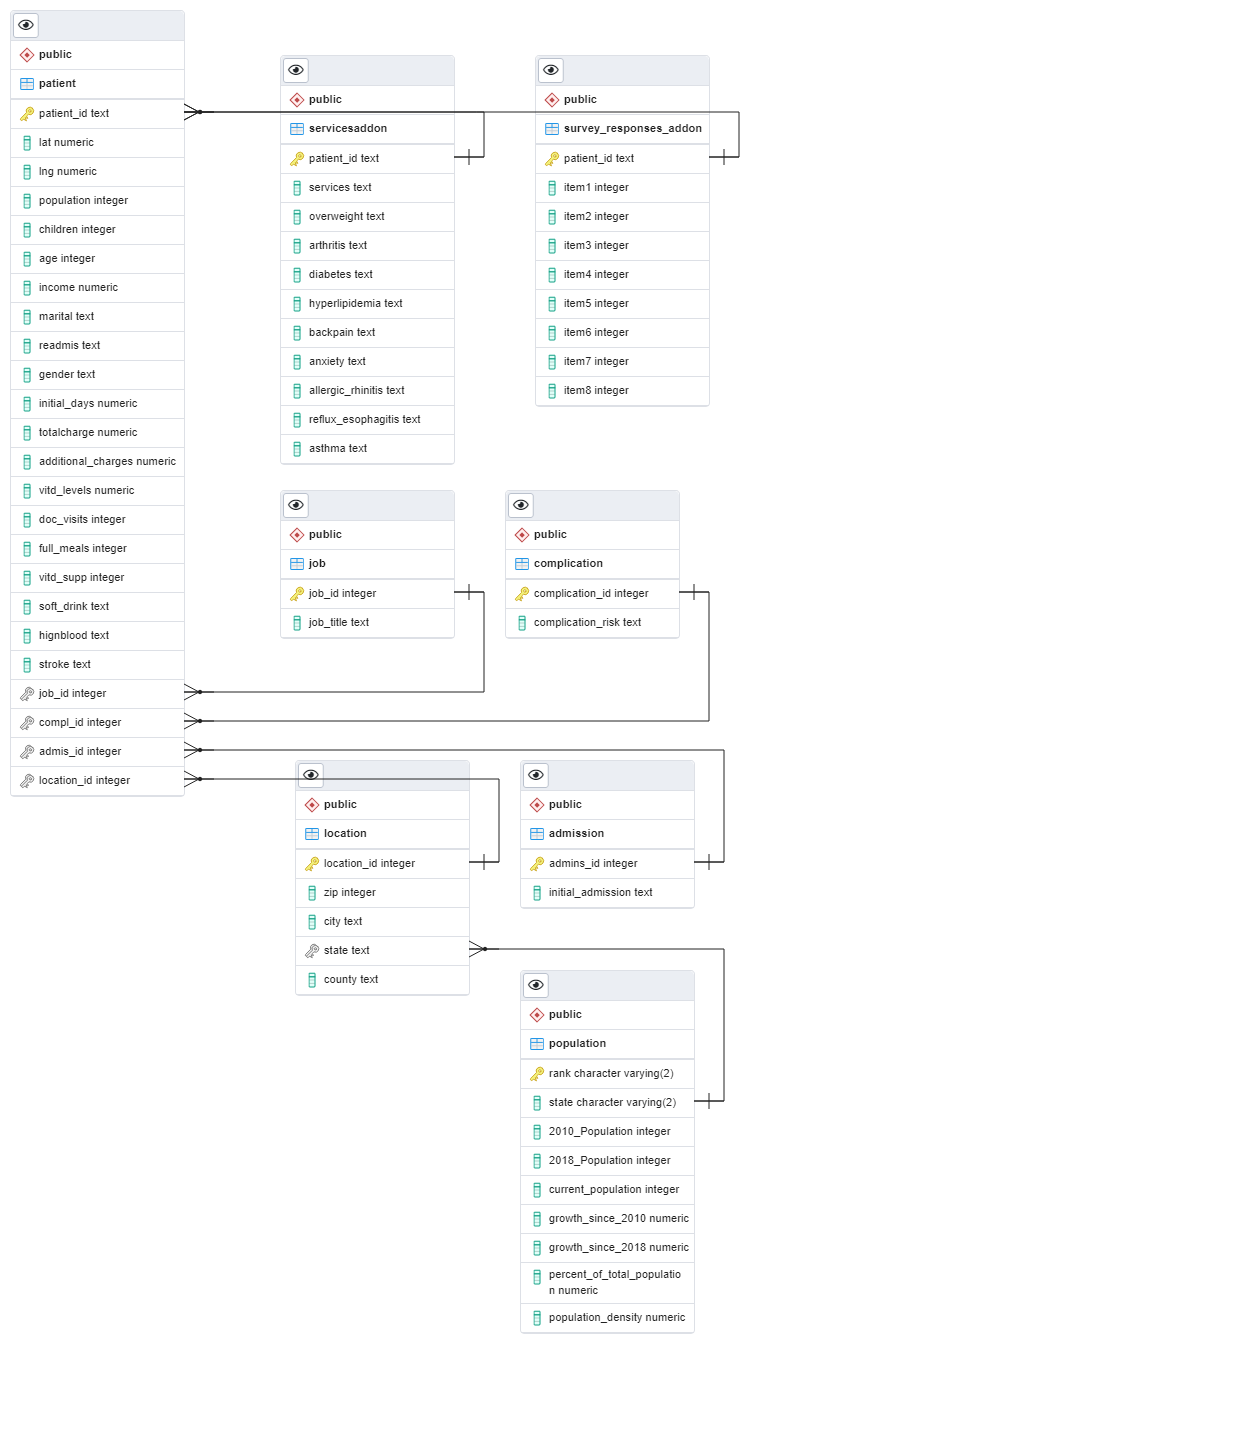 public
patient
patient_id text
lat numeric
lng numeric
population integer
children integer
age integer
income numeric
marital text
readmis text
gender text
initial_days numeric
totalcharge numeric
additional_charges numeric
vitd_levels numeric
doc_visits integer
full_meals integer
vitd_supp integer
soft_drink text
hignblood text
stroke text
job_id integer
compl_id integer
admis_id integer
location_id integer
public
servicesaddon
patient_id text
services text
overweight text
arthritis text
diabetes text
hyperlipidemia text
backpain text
anxiety text
allergic_rhinitis text
reflux_esophagitis text
asthma text
public
survey_responses_addon
patient_id text
item1 integer
item2 integer
item3 integer
item4 integer
item5 integer
item6 integer
item7 integer
item8 integer
public
job
job_id integer
job_title text
public
complication
complication_id integer
complication_risk text
public
location
location_id integer
zip integer
city text
state text
county text
public
admission
admins_id integer
initial_admission text
public
population
rank character varying(2)
state character varying(2)
2010_Population integer
2018_Population integer
current_population integer
growth_since_2010 numeric
growth_since_2018 numeric
percent_of_total_populatio
n numeric
population_density numeric